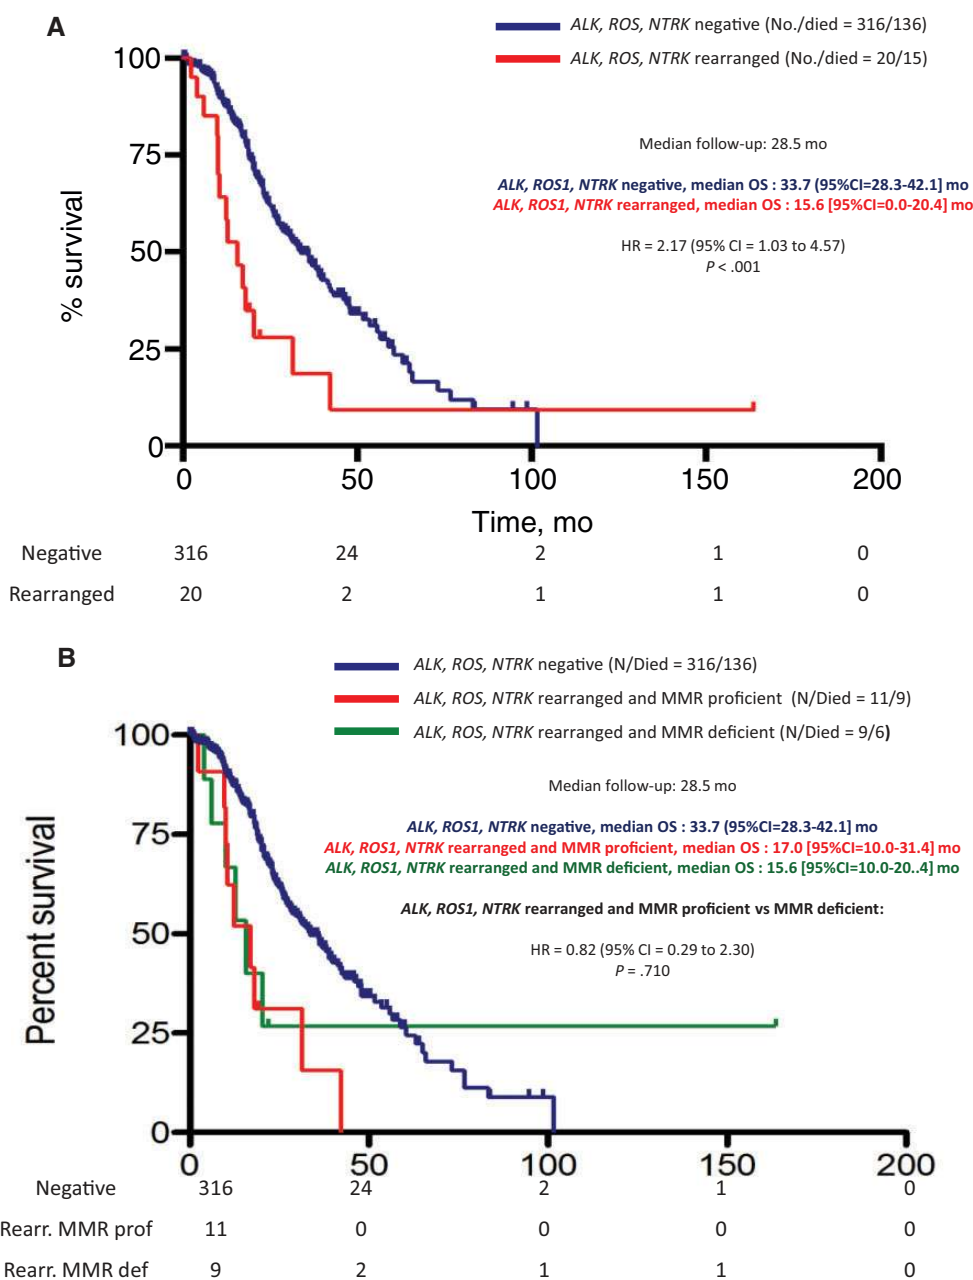 A
ALK, ROS, NTRK negative (No./died = 316/136)
ALK, ROS, NTRK rearranged (No./died = 20/15)
Median follow-up: 28.5 mo
ALK, ROS1, NTRK negative, median OS : 33.7 (95%CI=28.3-42.1] mo
ALK, ROS1, NTRK rearranged, median OS : 15.6 [95%CI=0.0-20.4] mo
HR = 2.17 (95% CI = 1.03 to 4.57)
P < .001
% survival
100
75
50
25
0
0 50 100 150 200
Time, mo
Negative 316 24 2 1 0
Rearranged 20 2 1 1 0
B
ALK, ROS, NTRK negative (N/Died = 316/136)
ALK, ROS, NTRK rearranged and MMR proficient (N/Died = 11/9)
ALK, ROS, NTRK rearranged and MMR deficient (N/Died = 9/6)
Median follow-up: 28.5 mo
ALK, ROS1, NTRK negative, median OS : 33.7 (95%CI=28.3-42.1] mo
ALK, ROS1, NTRK rearranged and MMR proficient, median OS : 17.0 [95%CI=10.0-31.4] mo
ALK, ROS1, NTRK rearranged and MMR deficient, median OS : 15.6 [95%CI=10.0-20..4] mo
ALK, ROS1, NTRK rearranged and MMR proficient vs MMR deficient:
HR = 0.82 (95% CI = 0.29 to 2.30)
P = .710
Percent survival
100
75
50
25
0
0 50 100 150 200
Negative 316 24 2 1 0
Rearr. MMR prof 11 0 0 0 0
Rearr. MMR def 9 2 1 1 0